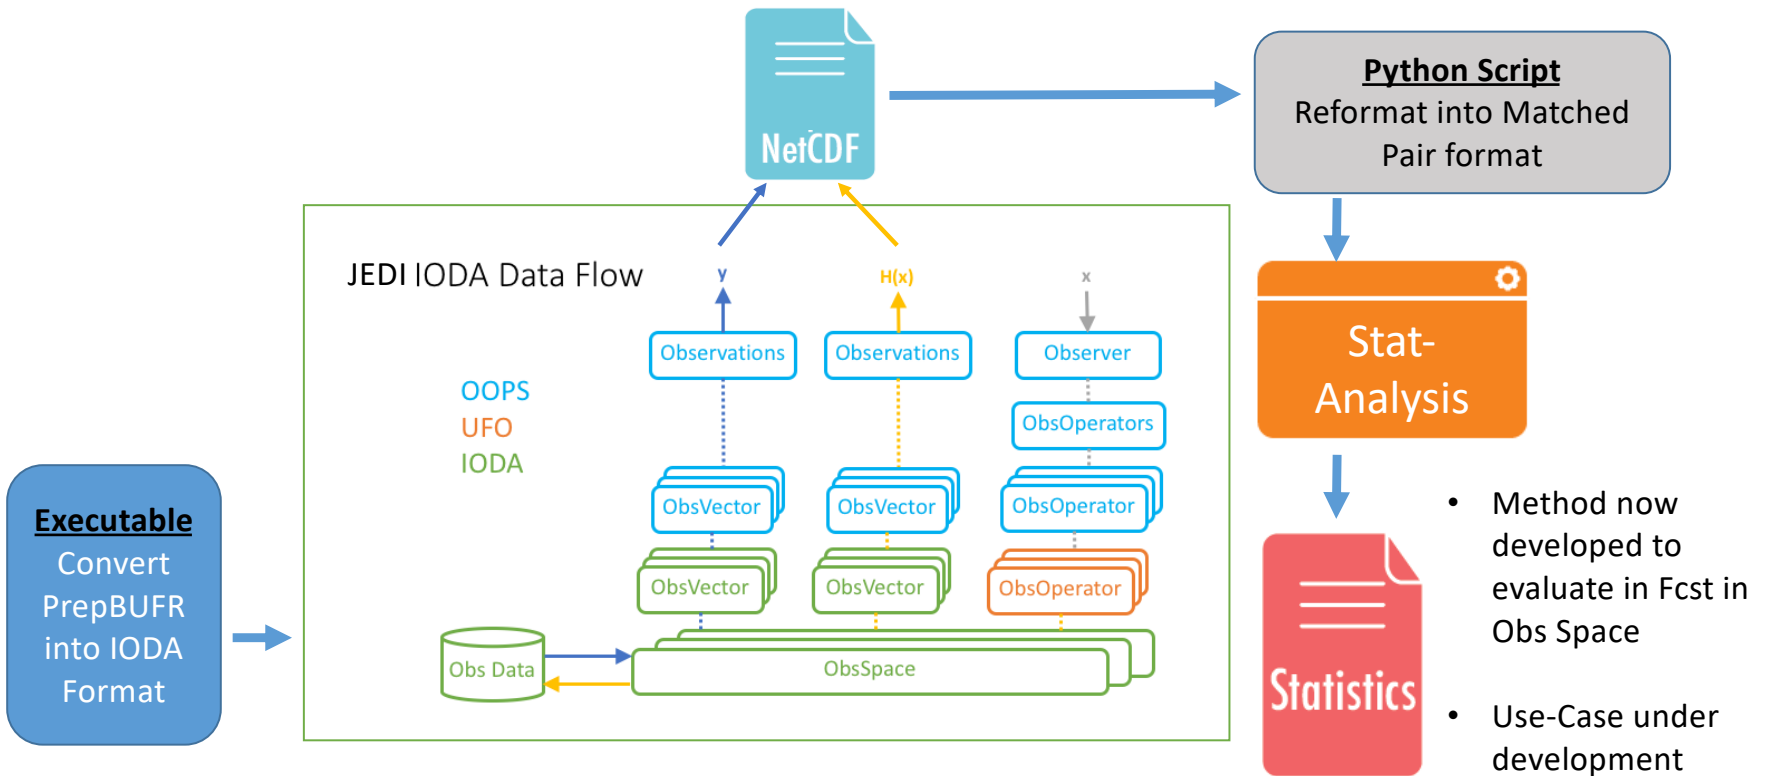 NetCDF
Python Script
Reformat into Matched
Pair format
JEDI IODA Data Flow
y
H(x)
x
Observations
Observations
Observer
OOPS
UFO
IODA
ObsOperators
ObsVector
ObsVector
ObsOperator
ObsVector
ObsVector
ObsOperator
Obs Data
ObsSpace
Executable
Convert
PrepBUFR
into IODA
Format
Stat-
Analysis
Statistics
• Method now
developed to
evaluate in Fcst in
Obs Space
• Use-Case under
development